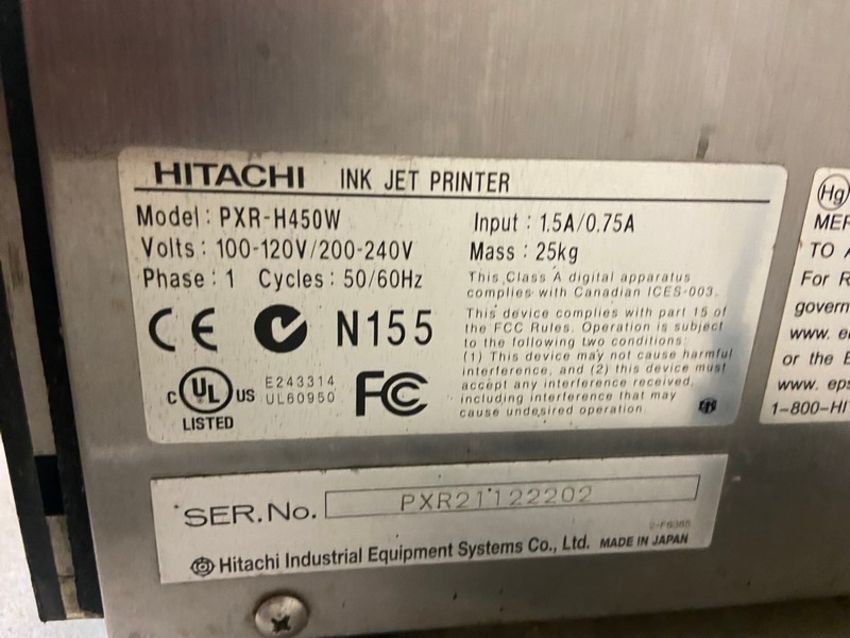 HITACHI INK JET PRINTER
Model : PXR-H450W
Volts : 100-120V/200-240V
Phase : 1 Cycles : 50/60Hz
Input : 1.5A/0.75A
Mass : 25kg
This Class A digital apparatus
complies with Canadian ICES-003.
This device complies with part 15 of
the FCC Rules. Operation is subject
to the following two conditions:
(1) This device may not cause harmful
interference, and (2) this device must
accept any interference received,
including interference that may
cause undesired operation.
CE N155
C UL US
LISTED
E243314
UL60950
FC
Hg
TO
For
www.
or the
www.
1-800-HI
SER.No. PXR21122202
Hitachi Industrial Equipment Systems Co., Ltd. MADE IN JAPAN